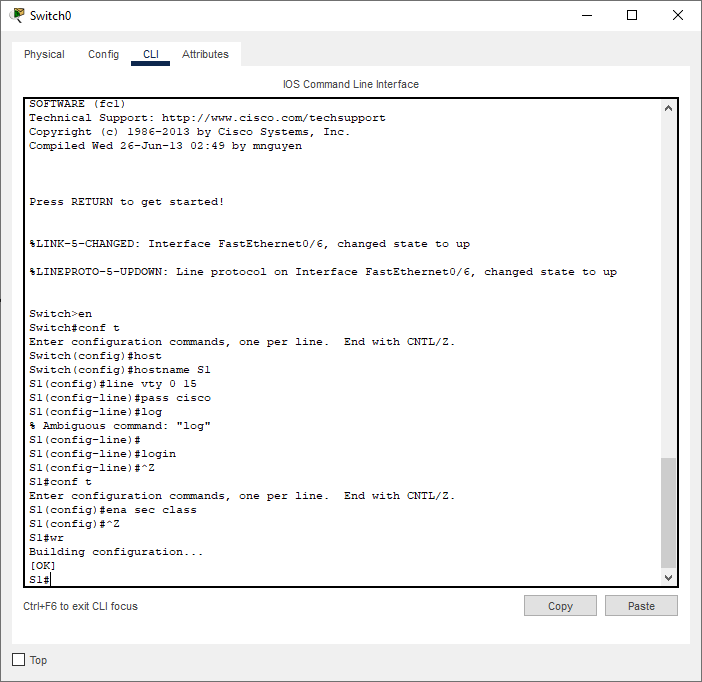 Switch0
Physical Config CLI Attributes
IOS Command Line Interface
SOFTWARE (fc1)
Technical Support: http://www.cisco.com/techsupport
Copyright (c) 1986-2013 by Cisco Systems, Inc.
Compiled Wed 26-Jun-13 02:49 by mnguyen
Press RETURN to get started!
%LINK-5-CHANGED: Interface FastEthernet0/6, changed state to up
%LINEPROTO-5-UPDOWN: Line protocol on Interface FastEthernet0/6, changed state to up
Switch>en
Switch#conf t
Enter configuration commands, one per line.  End with CNTL/Z.
Switch(config)#host
Switch(config)#hostname S1
S1(config)#line vty 0 15
S1(config-line)#pass cisco
S1(config-line)#log
% Ambiguous command: "log"
S1(config-line)#
S1(config-line)#login
S1(config-line)#^Z
S1#conf t
Enter configuration commands, one per line.  End with CNTL/Z.
S1(config)#ena sec class
S1(config)#^Z
S1#wr
Building configuration...
[OK]
S1#
Ctrl+F6 to exit CLI focus
Copy Paste
Top